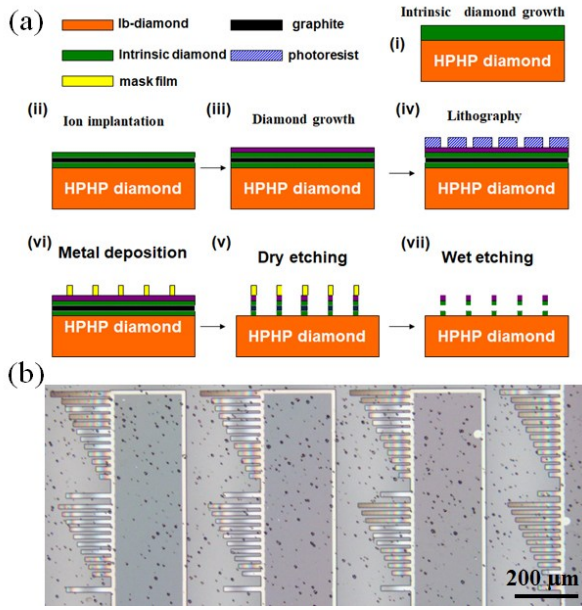 (a)
Ib-diamond
graphite
Intrinsic diamond
photoresist
mask film
Intrinsic diamond growth
(i)
HPHP diamond
(ii)
Ion implantation
HPHP diamond
(iii)
Diamond growth
HPHP diamond
(iv)
Lithography
HPHP diamond
(vi)
Metal deposition
HPHP diamond
(v)
Dry etching
HPHP diamond
(vii)
Wet etching
HPHP diamond
(b)
200 μm